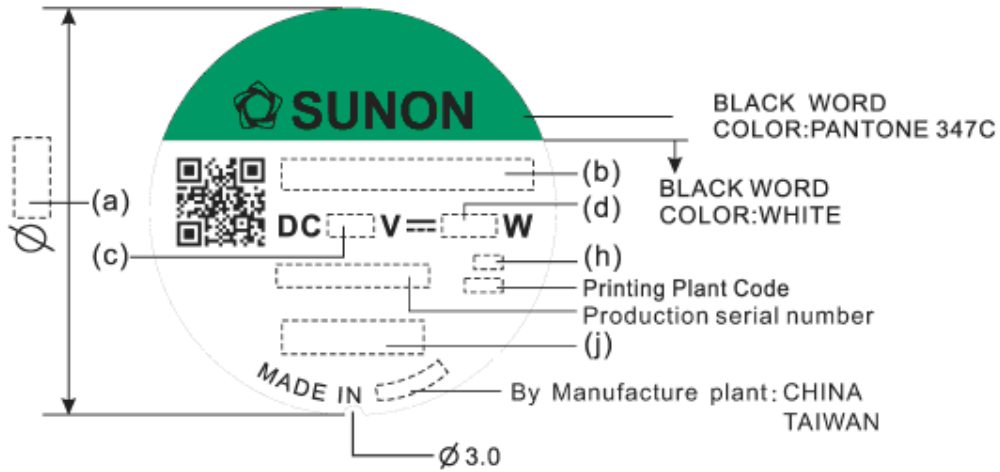 SUNON
BLACK WORD
COLOR:PANTONE 347C
(a)
(b)
BLACK WORD
COLOR:WHITE
DC V⎓ W
(d)
Ø
(c)
(h)
Printing Plant Code
Production serial number
(j)
MADE IN
By Manufacture plant: CHINA
TAIWAN
Ø 3.0